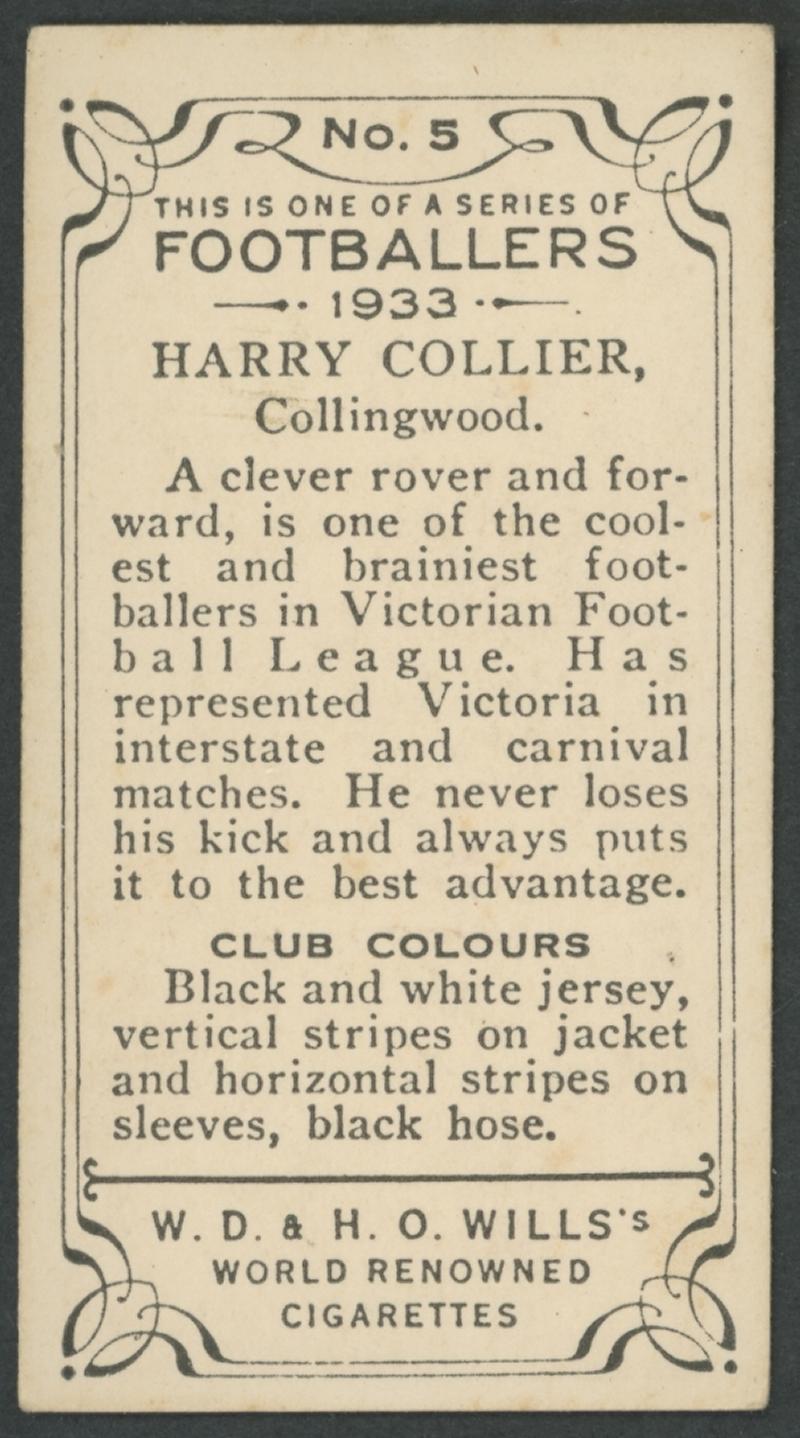 No. 5
THIS IS ONE OF A SERIES OF
FOOTBALLERS
1933
HARRY COLLIER,
Collingwood.
A clever rover and for-
ward, is one of the cool-
est and brainiest foot-
ballers in Victorian Foot-
ball League. Has
represented Victoria in
interstate and carnival
matches. He never loses
his kick and always puts
it to the best advantage.
CLUB COLOURS
Black and white jersey,
vertical stripes on jacket
and horizontal stripes on
sleeves, black hose.
W. D. & H. O. WILLS's
WORLD RENOWNED
CIGARETTES